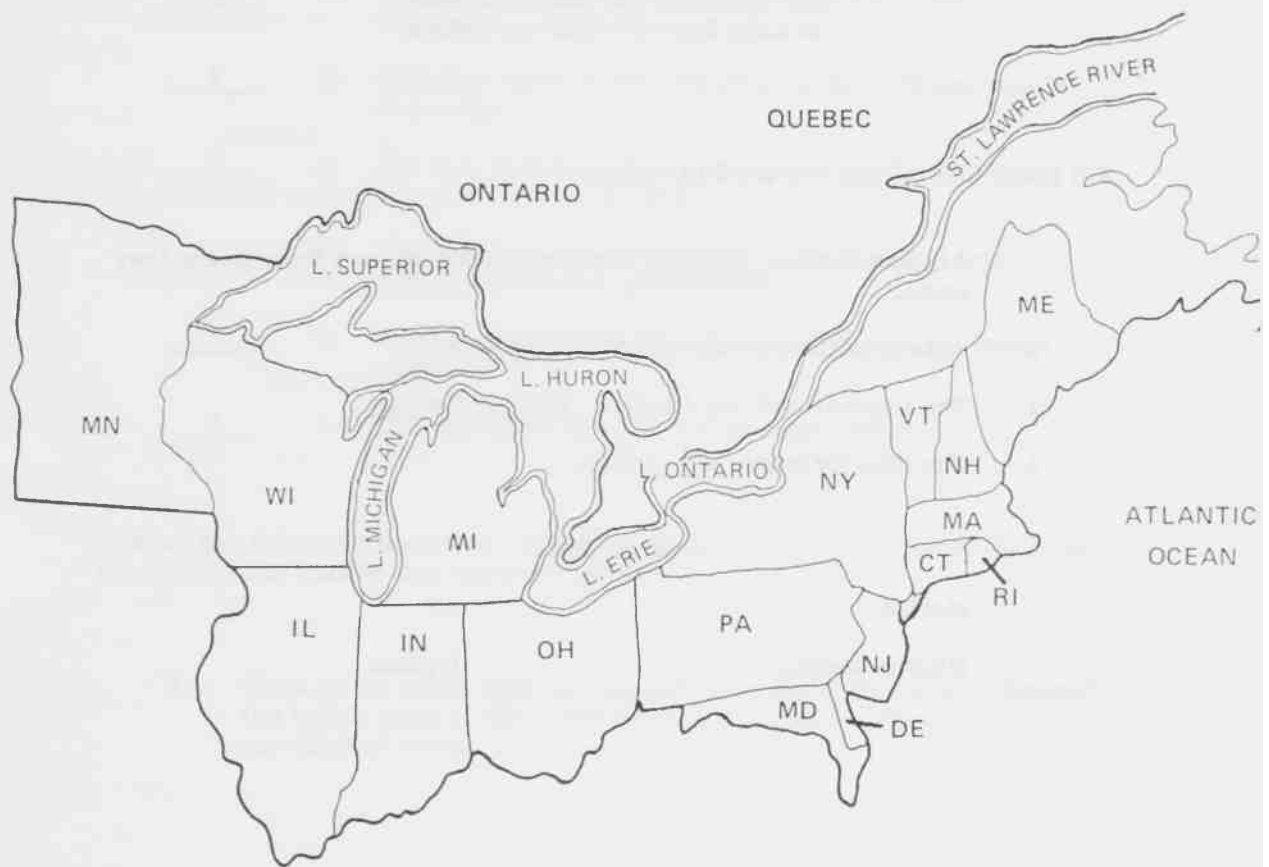 ST. LAWRENCE RIVER
QUEBEC
ONTARIO
L. SUPERIOR
ME
L. HURON
MN
VT
L. MICHIGAN
L. ONTARIO
NH
NY
WI
MA
ATLANTIC
OCEAN
MI
L. ERIE
CT
RI
IL
IN
OH
PA
NJ
MD
DE